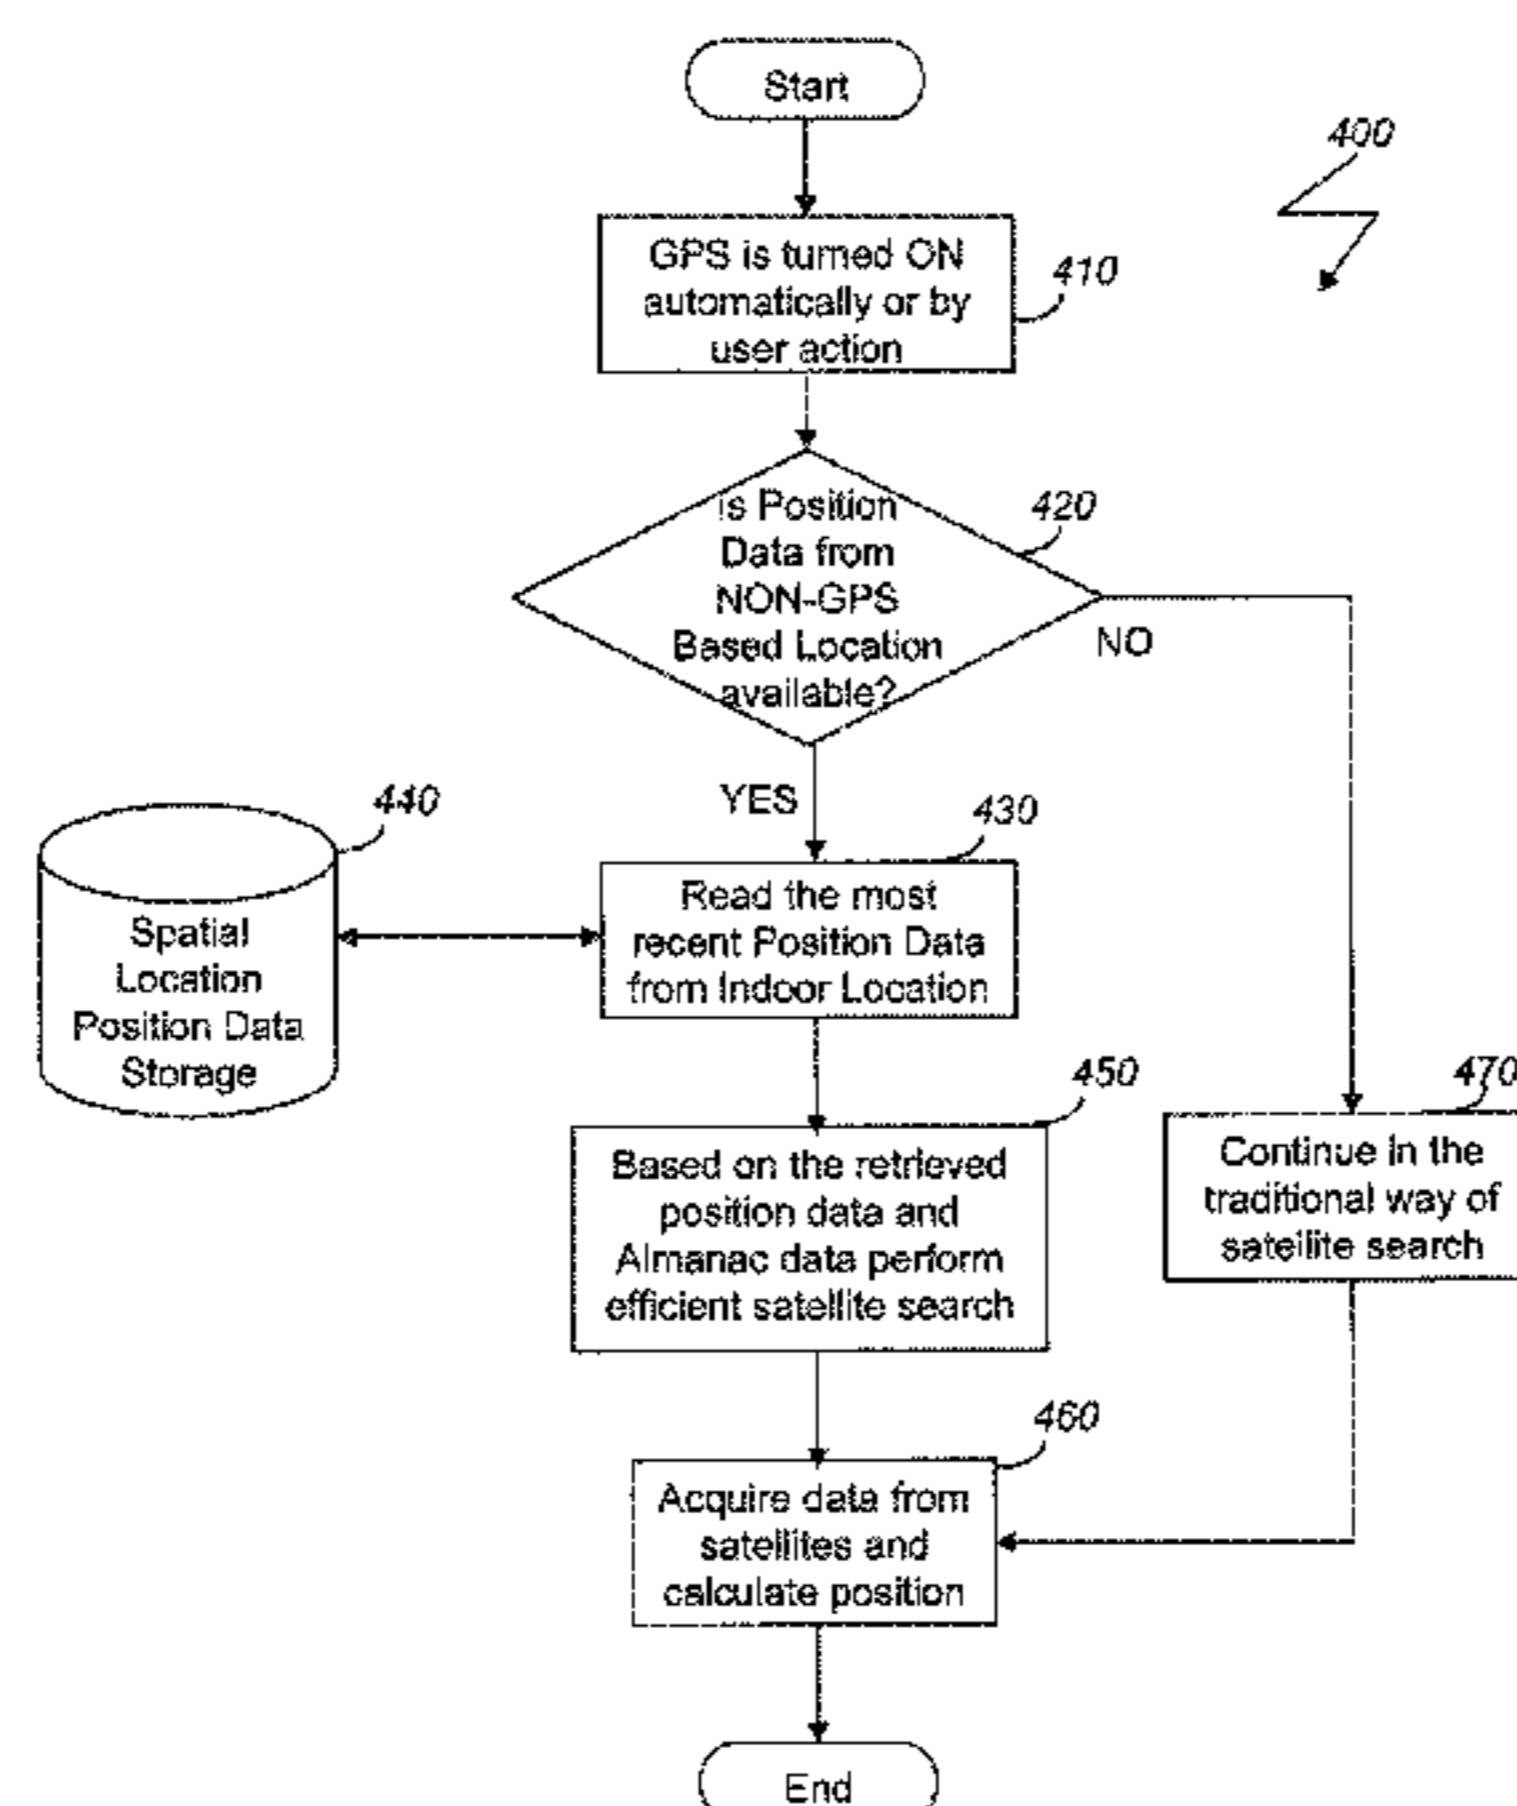 Start
400
GPS is turned ON
automatically or by
user action
410
Is Position
Data from
NON-GPS
Based Location
available?
420
NO
YES
430
440
Spatial
Location
Position Data
Storage
Read the most
recent Position Data
from Indoor Location
450
Based on the retrieved
position data and
Almanac data perform
efficient satellite search
470
Continue in the
traditional way of
satellite search
460
Acquire data from
satellites and
calculate position
End